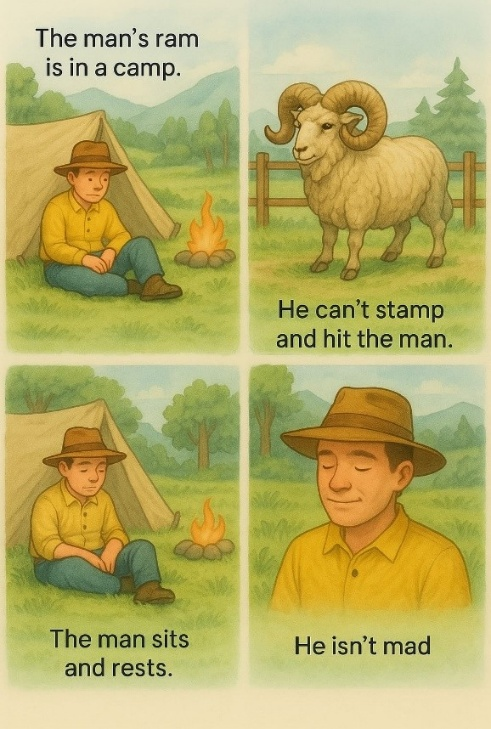 The man's ram
is in a camp.
He can't stamp
and hit the man.
The man sits
and rests.
He isn't mad